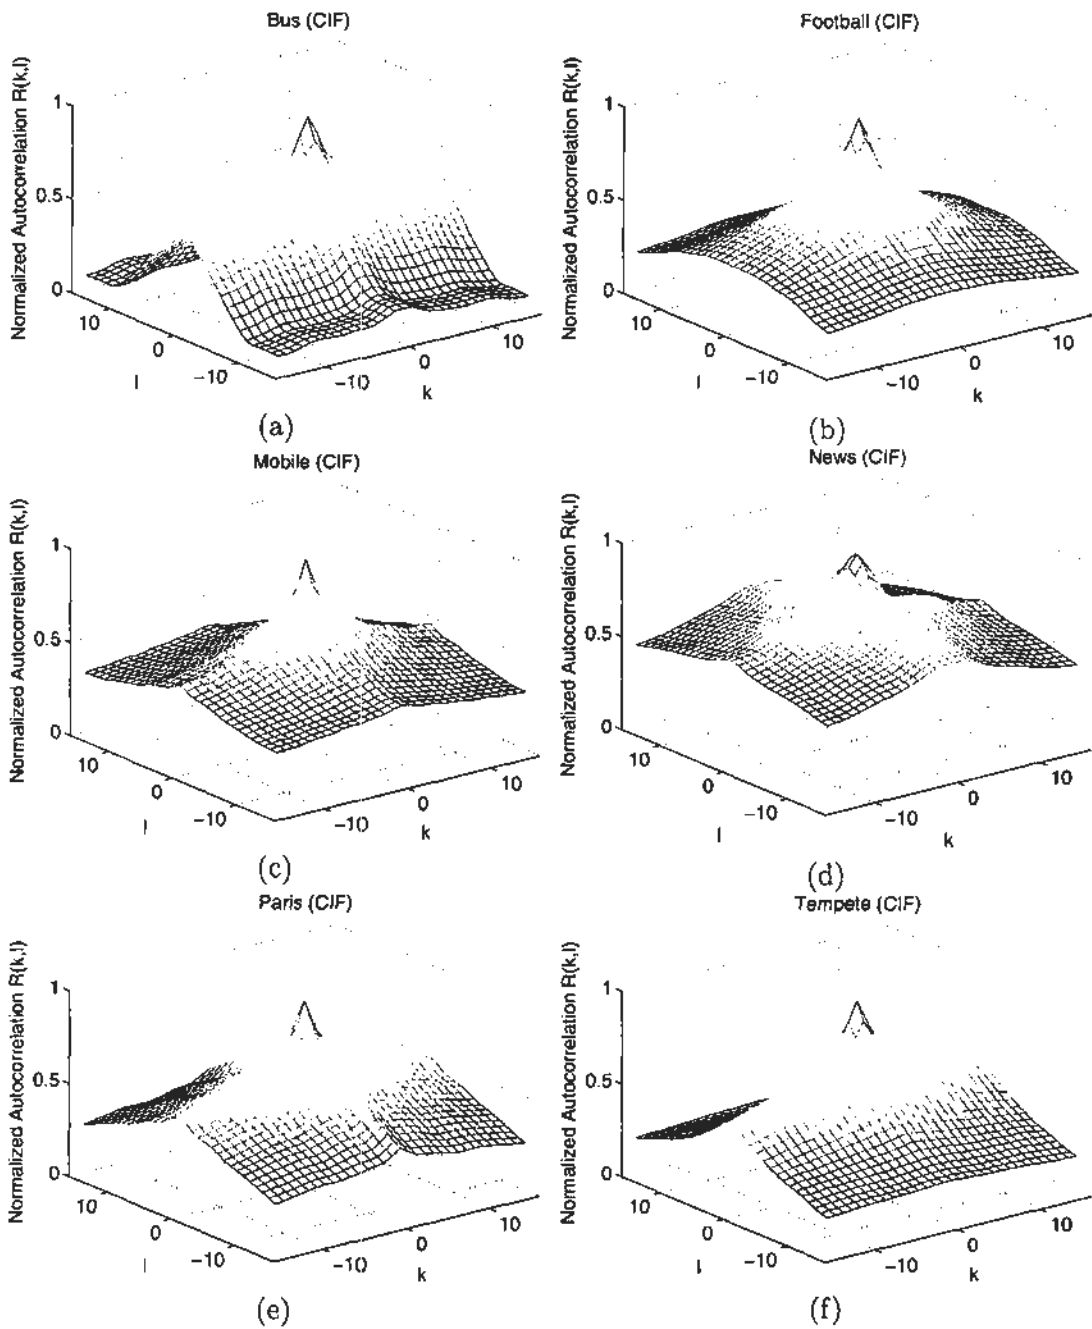 Bus (CIF)
Normalized Autocorrelation R(k,l)
1
0.5
0
10
0
-10
l
-10
0
10
k
(a)
Football (CIF)
Normalized Autocorrelation R(k,l)
1
0.5
0
10
0
-10
l
-10
0
10
k
(b)
Mobile (CIF)
Normalized Autocorrelation R(k,l)
1
0.5
0
10
0
-10
l
-10
0
10
k
(c)
News (CIF)
Normalized Autocorrelation R(k,l)
1
0.5
0
10
0
-10
l
-10
0
10
k
(d)
Paris (CIF)
Normalized Autocorrelation R(k,l)
1
0.5
0
10
0
-10
l
-10
0
10
k
(e)
Tempete (CIF)
Normalized Autocorrelation R(k,l)
1
0.5
0
10
0
-10
l
-10
0
10
k
(f)